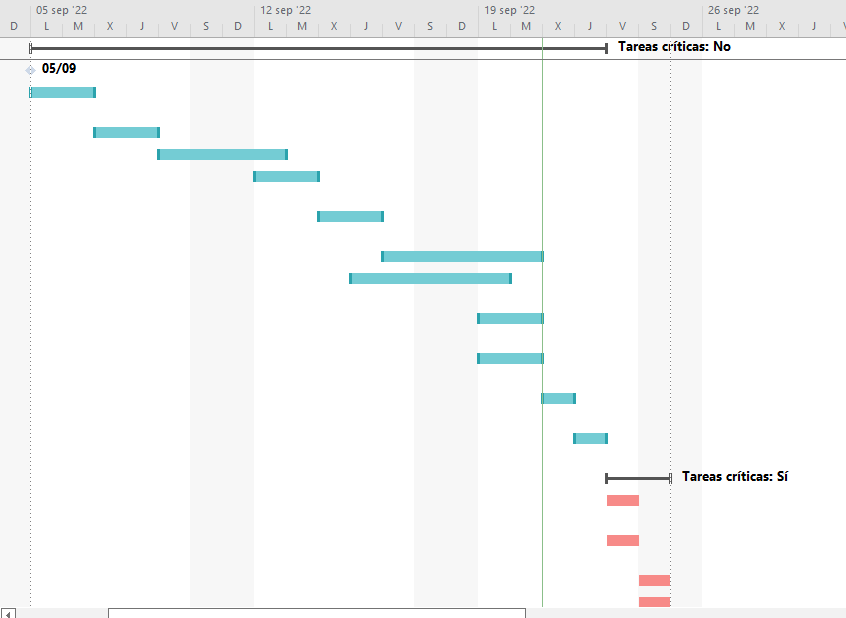 05 sep '22 12 sep '22 19 sep '22 26 sep '22
D L M X J V S D L M X J V S D L M X J V S D L M X J V
Tareas críticas: No
05/09
Tareas críticas: Sí